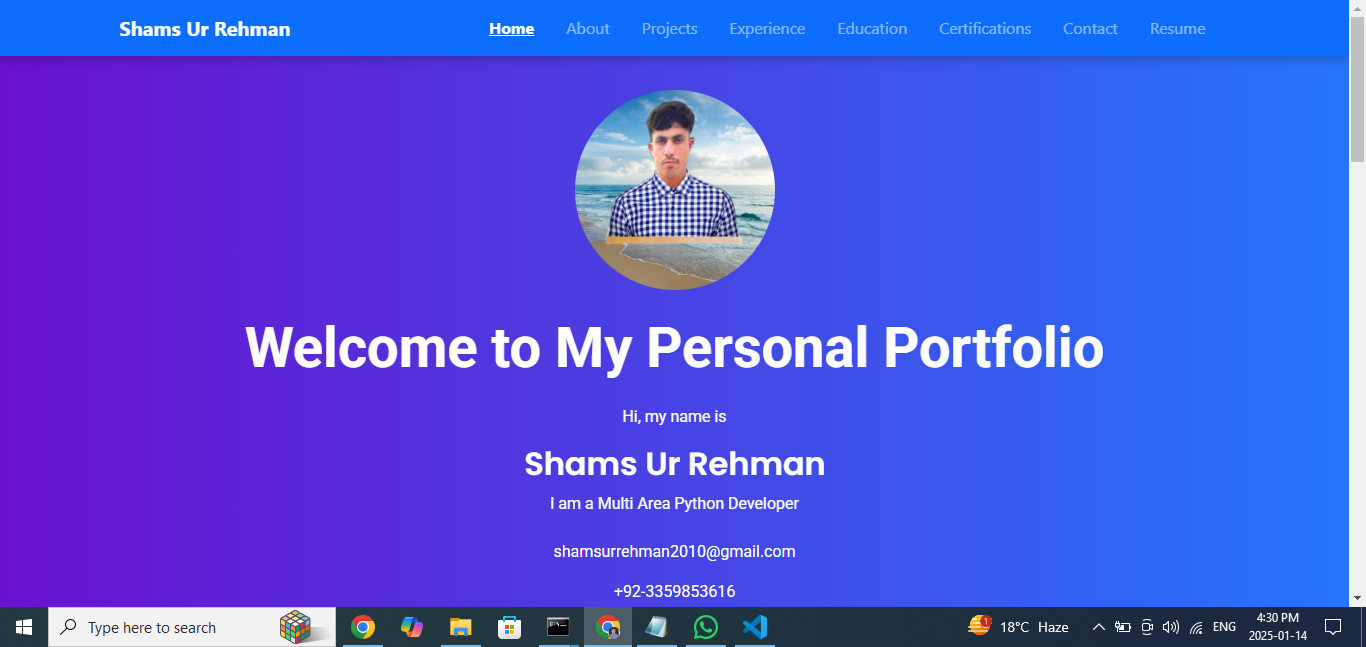 Shams Ur Rehman
Home About Projects Experience Education Certifications Contact Resume
Welcome to My Personal Portfolio
Hi, my name is
Shams Ur Rehman
I am a Multi Area Python Developer
shamsurrehman2010@gmail.com
+92-3359853616
Type here to search
1
18°C Haze
ENG
4:30 PM
2025-01-14